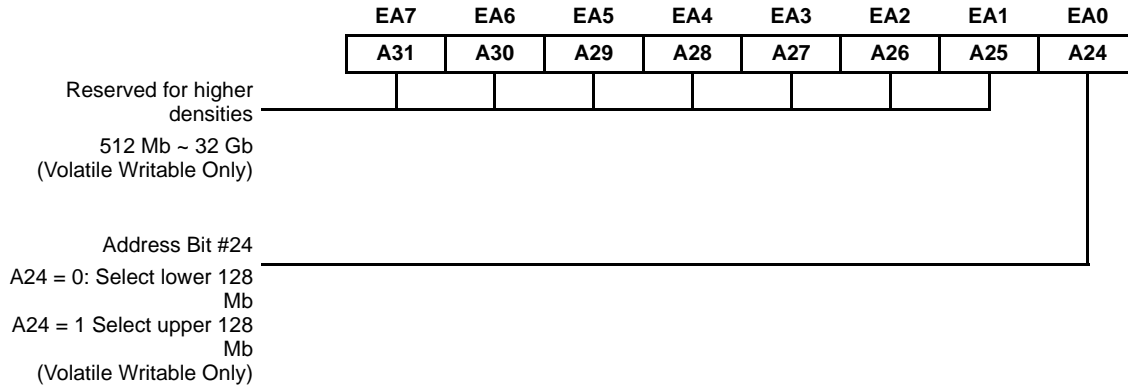 EA7 EA6 EA5 EA4 EA3 EA2 EA1 EA0
A31 A30 A29 A28 A27 A26 A25 A24
Reserved for higher
densities
512 Mb ~ 32 Gb
(Volatile Writable Only)
Address Bit #24
A24 = 0: Select lower 128
Mb
A24 = 1 Select upper 128
Mb
(Volatile Writable Only)